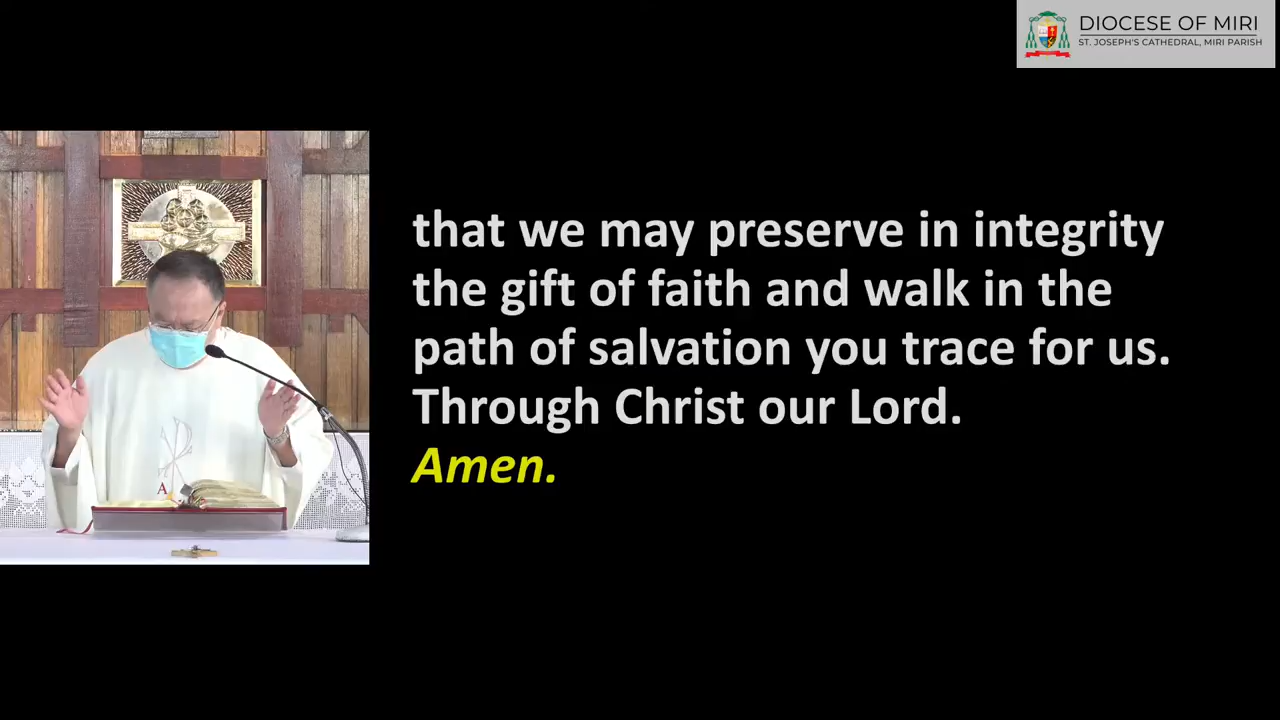 DIOCESE OF MIRI
ST. JOSEPH'S CATHEDRAL, MIRI PARISH
that we may preserve in integrity
the gift of faith and walk in the
path of salvation you trace for us.
Through Christ our Lord.
Amen.
A